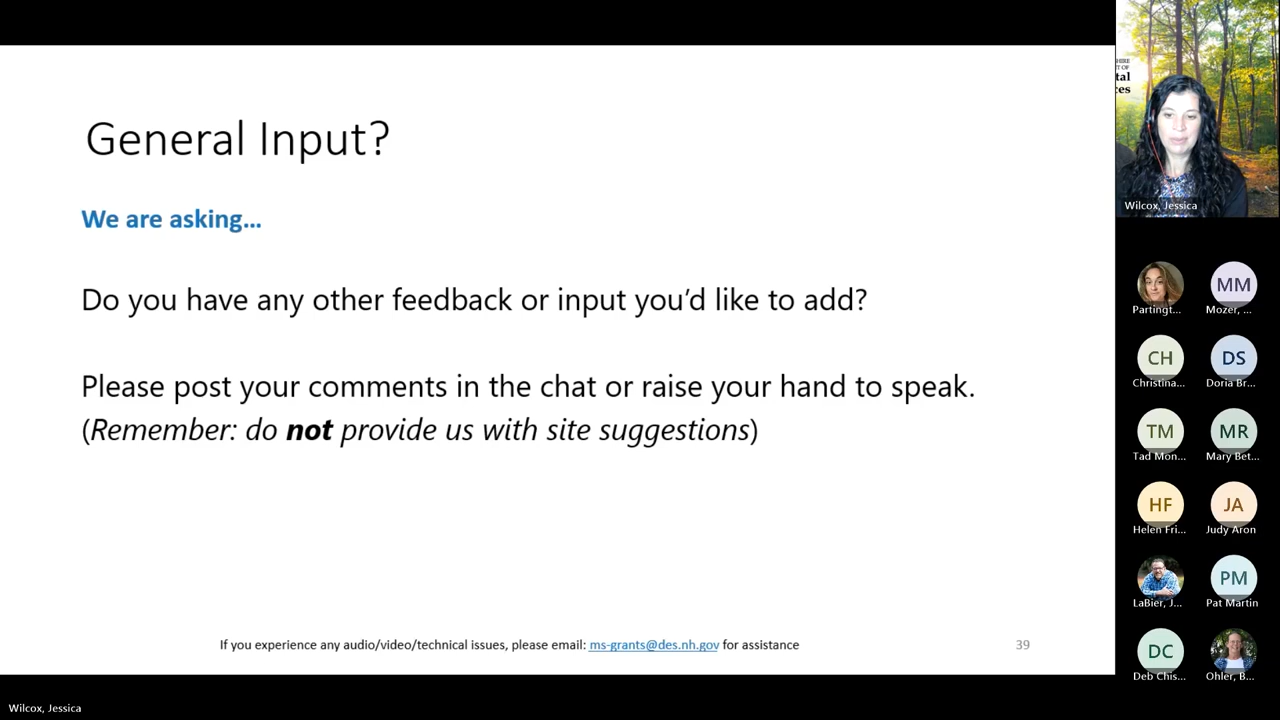 General Input?
We are asking...
Do you have any other feedback or input you'd like to add?
Please post your comments in the chat or raise your hand to speak.
(Remember: do not provide us with site suggestions)
If you experience any audio/video/technical issues, please email: ms-grants@des.nh.gov for assistance
39
HIRE
T OF
tal
ces
Wilcox, Jessica
MM
Partingt...
Mozer, ...
CH
DS
Christina...
Doria Br...
TM
MR
Tad Mon...
Mary Bet...
HF
JA
Helen Fri...
Judy Aron
PM
LaBier, J...
Pat Martin
DC
Deb Chis...
Ohler, B...
Wilcox, Jessica